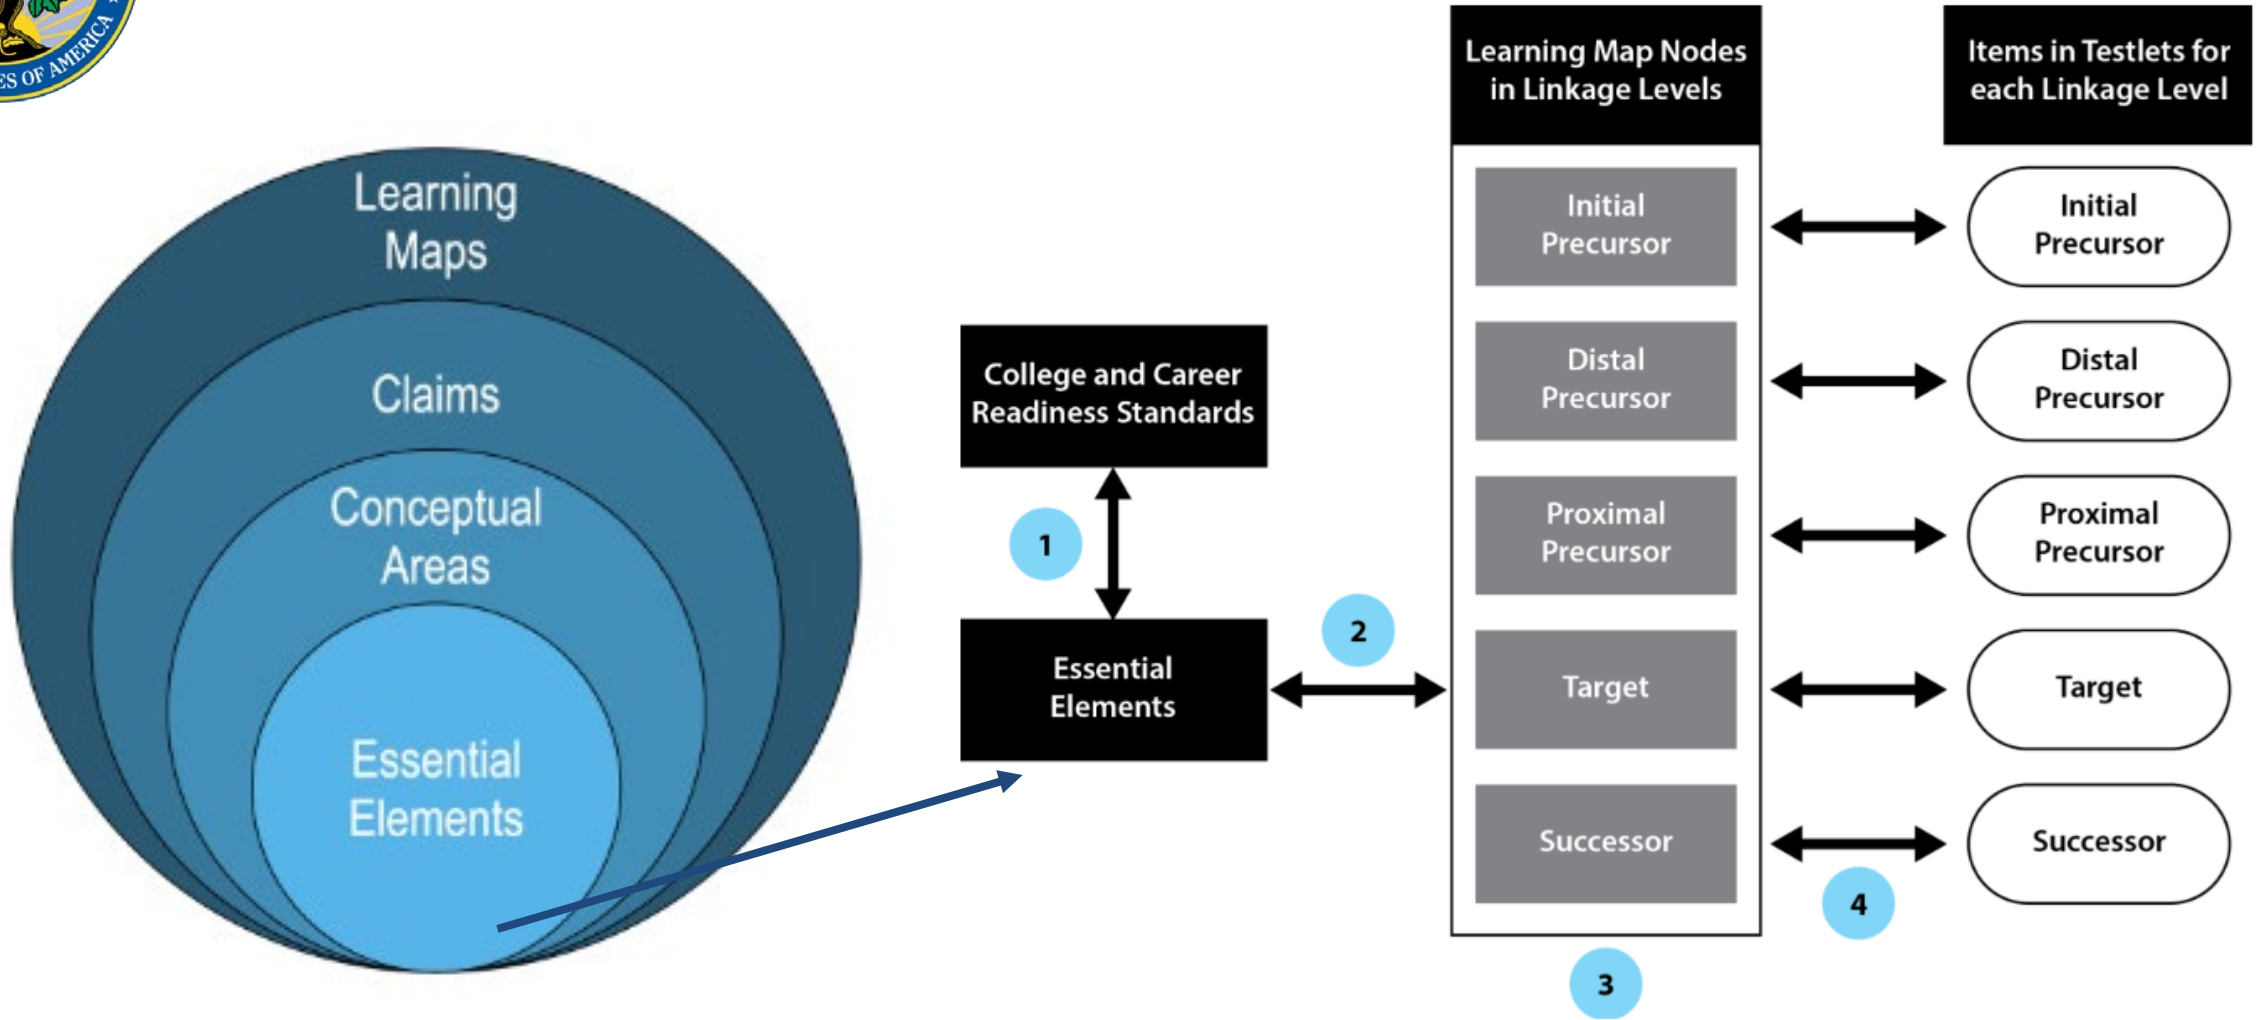 ES OF AMERICA
Learning
Maps
Claims
Conceptual
Areas
Essential
Elements
College and Career
Readiness Standards
1
Essential
Elements
2
Learning Map Nodes
in Linkage Levels
Initial
Precursor
Distal
Precursor
Proximal
Precursor
Target
Successor
3
Items in Testlets for
each Linkage Level
Initial
Precursor
Distal
Precursor
Proximal
Precursor
Target
Successor
4